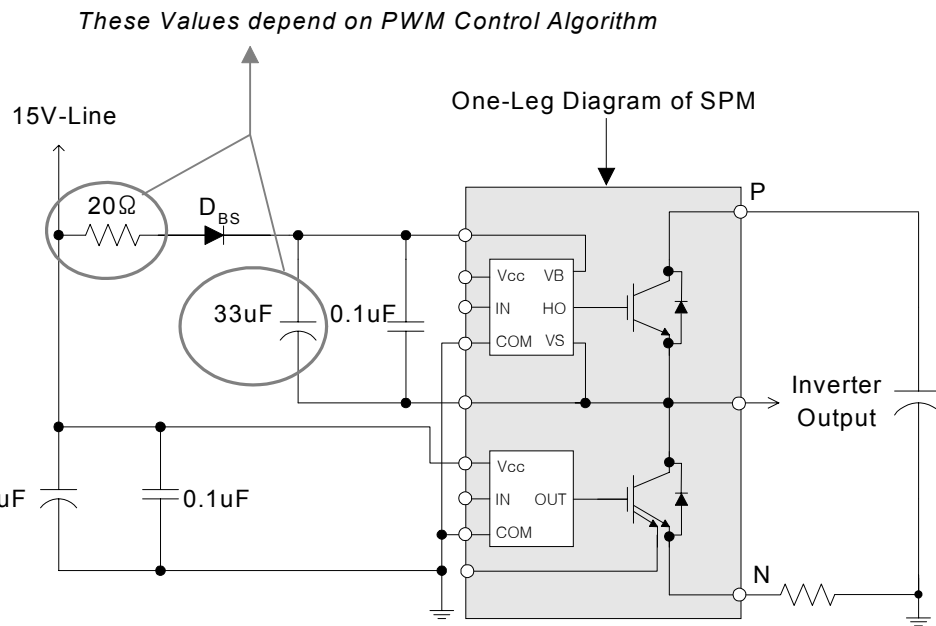 These Values depend on PWM Control Algorithm
One-Leg Diagram of SPM
15V-Line
P
20Ω
DBS
Vcc
VB
33uF
0.1uF
IN
HO
COM
VS
Inverter
Output
Vcc
uF
0.1uF
IN
OUT
COM
N